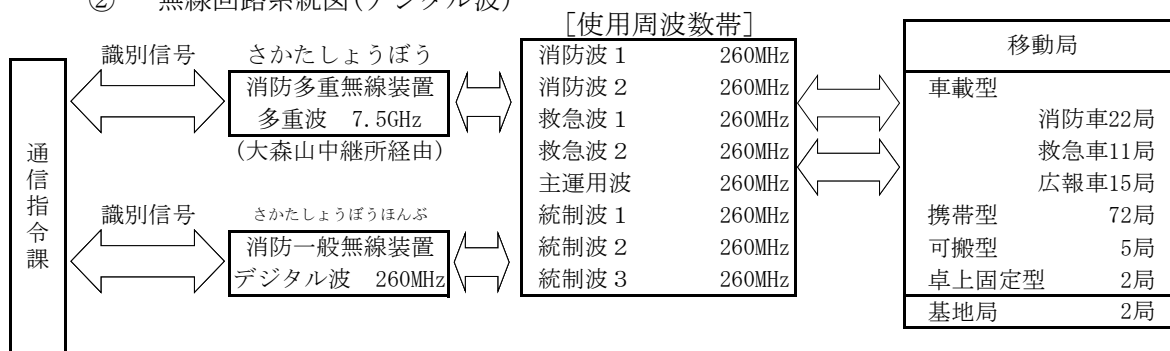 ② 無線回路系統図(デジタル波)
[使用周波数帯]
通信指令課
識別信号
さかたしょうぼう
消防多重無線装置
多重波 7.5GHz
(大森山中継所経由)
識別信号
さかたしょうぼうほんぶ
消防一般無線装置
デジタル波 260MHz
消防波1 260MHz
消防波2 260MHz
救急波1 260MHz
救急波2 260MHz
主運用波 260MHz
統制波1 260MHz
統制波2 260MHz
統制波3 260MHz
移動局
車載型
消防車22局
救急車11局
広報車15局
携帯型 72局
可搬型 5局
卓上固定型 2局
基地局 2局